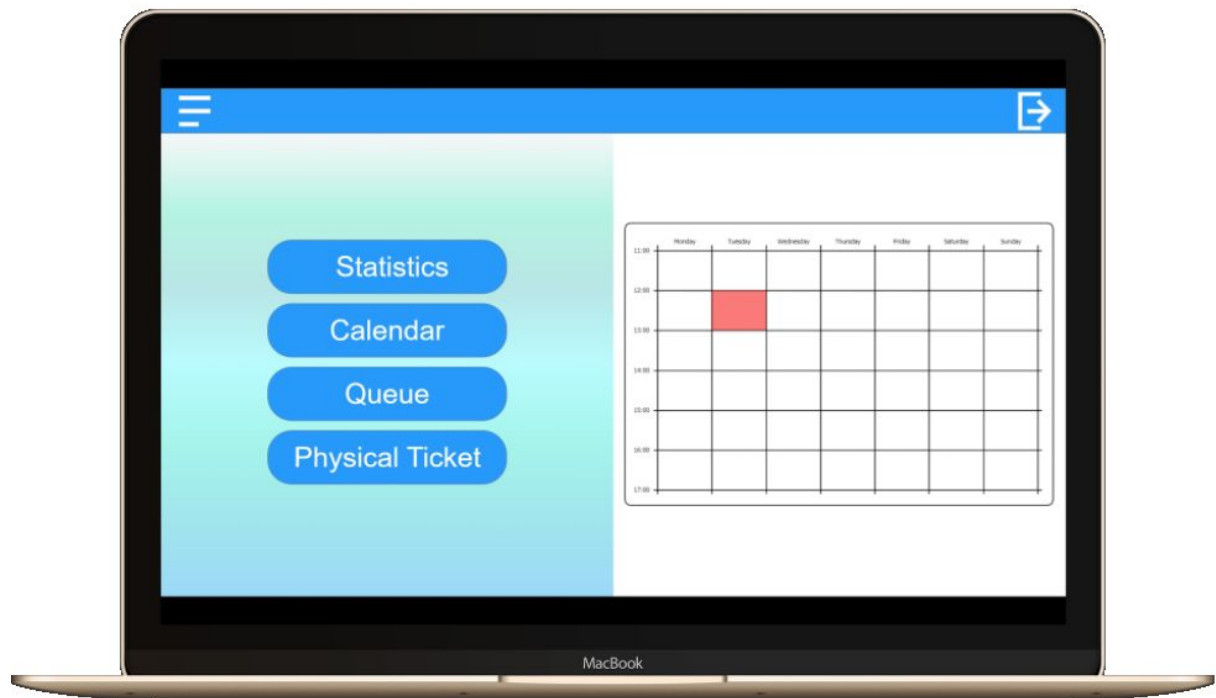 Statistics
Calendar
Queue
Physical Ticket
Monday Tuesday Wednesday Thursday Friday Saturday Sunday
11:00
12:00
13:00
14:00
15:00
16:00
17:00
MacBook